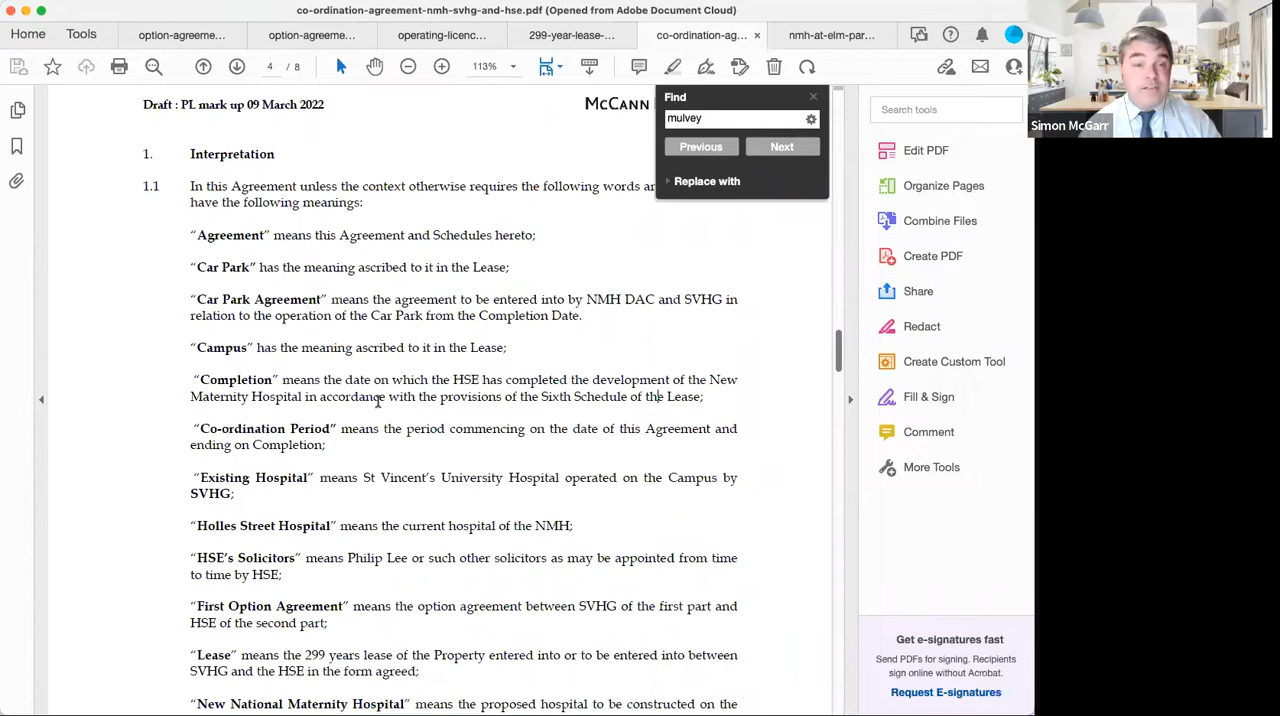 co-ordination-agreement-nmh-svhg-and-hse.pdf (Opened from Adobe Document Cloud)
Home Tools option-agreeme... option-agreeme... operating-licenc... 299-year-lease-... co-ordination-ag... × nmh-at-elm-par...
4 / 8 113%
Draft : PL mark up 09 March 2022
McCann
Find
mulvey
Previous Next
Replace with
1. Interpretation
1.1 In this Agreement unless the context otherwise requires the following words an
have the following meanings:
“Agreement” means this Agreement and Schedules hereto;
“Car Park” has the meaning ascribed to it in the Lease;
“Car Park Agreement” means the agreement to be entered into by NMH DAC and SVHG in
relation to the operation of the Car Park from the Completion Date.
“Campus” has the meaning ascribed to it in the Lease;
“Completion” means the date on which the HSE has completed the development of the New
Maternity Hospital in accordance with the provisions of the Sixth Schedule of the Lease;
“Co-ordination Period” means the period commencing on the date of this Agreement and
ending on Completion;
“Existing Hospital” means St Vincent’s University Hospital operated on the Campus by
SVHG;
“Holles Street Hospital” means the current hospital of the NMH;
“HSE’s Solicitors” means Philip Lee or such other solicitors as may be appointed from time
to time by HSE;
“First Option Agreement” means the option agreement between SVHG of the first part and
HSE of the second part;
“Lease” means the 299 years lease of the Property entered into or to be entered into between
SVHG and the HSE in the form agreed;
“New National Maternity Hospital” means the proposed hospital to be constructed on the
Search tools
Edit PDF
Organize Pages
Combine Files
Create PDF
Share
Redact
Create Custom Tool
Fill & Sign
Comment
More Tools
Get e-signatures fast
Send PDFs for signing. Recipients
sign online without Acrobat.
Request E-signatures
Simon McGarr